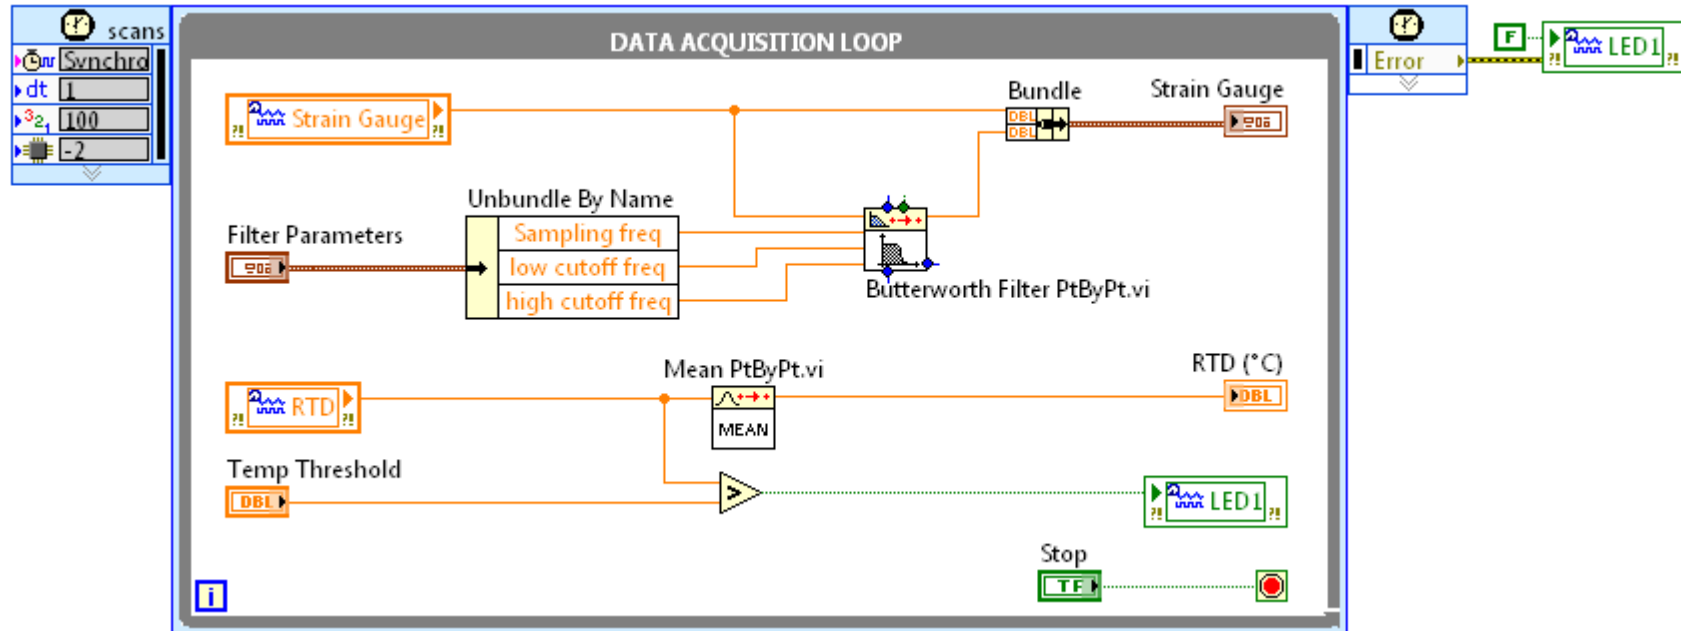 scans
Synchro
dt 1
321 100
-2
DATA ACQUISITION LOOP
Error
F
LED1
Strain Gauge
Bundle
DBL
DBL
Strain Gauge
Filter Parameters
Unbundle By Name
Sampling freq
low cutoff freq
high cutoff freq
Butterworth Filter PtByPt.vi
RTD
Mean PtByPt.vi
MEAN
RTD (°C)
DBL
Temp Threshold
DBL
>
LED1
Stop
TF
i